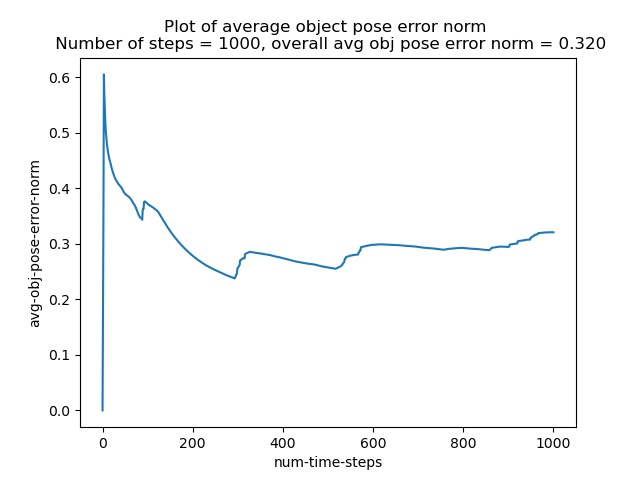 Plot of average object pose error norm
Number of steps = 1000, overall avg obj pose error norm = 0.320
0.6
0.5
0.4
0.3
0.2
0.1
0.0
avg-obj-pose-error-norm
0 200 400 600 800 1000
num-time-steps